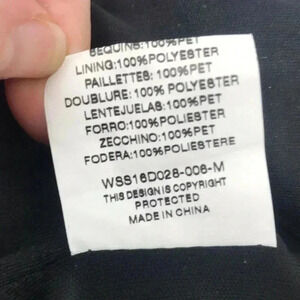 SEQUINS:100%PET
LINING:100%POLYESTER
PAILLETTES:100%PET
DOUBLURE:100% POLYESTER
LENTEJUELAS:100%PET
FORRO:100%POLIESTER
ZECCHINO:100%PET
FODERA:100%POLIESTERE
WSS16D028-006-M
THIS DESIGN IS COPYRIGHT
PROTECTED
MADE IN CHINA